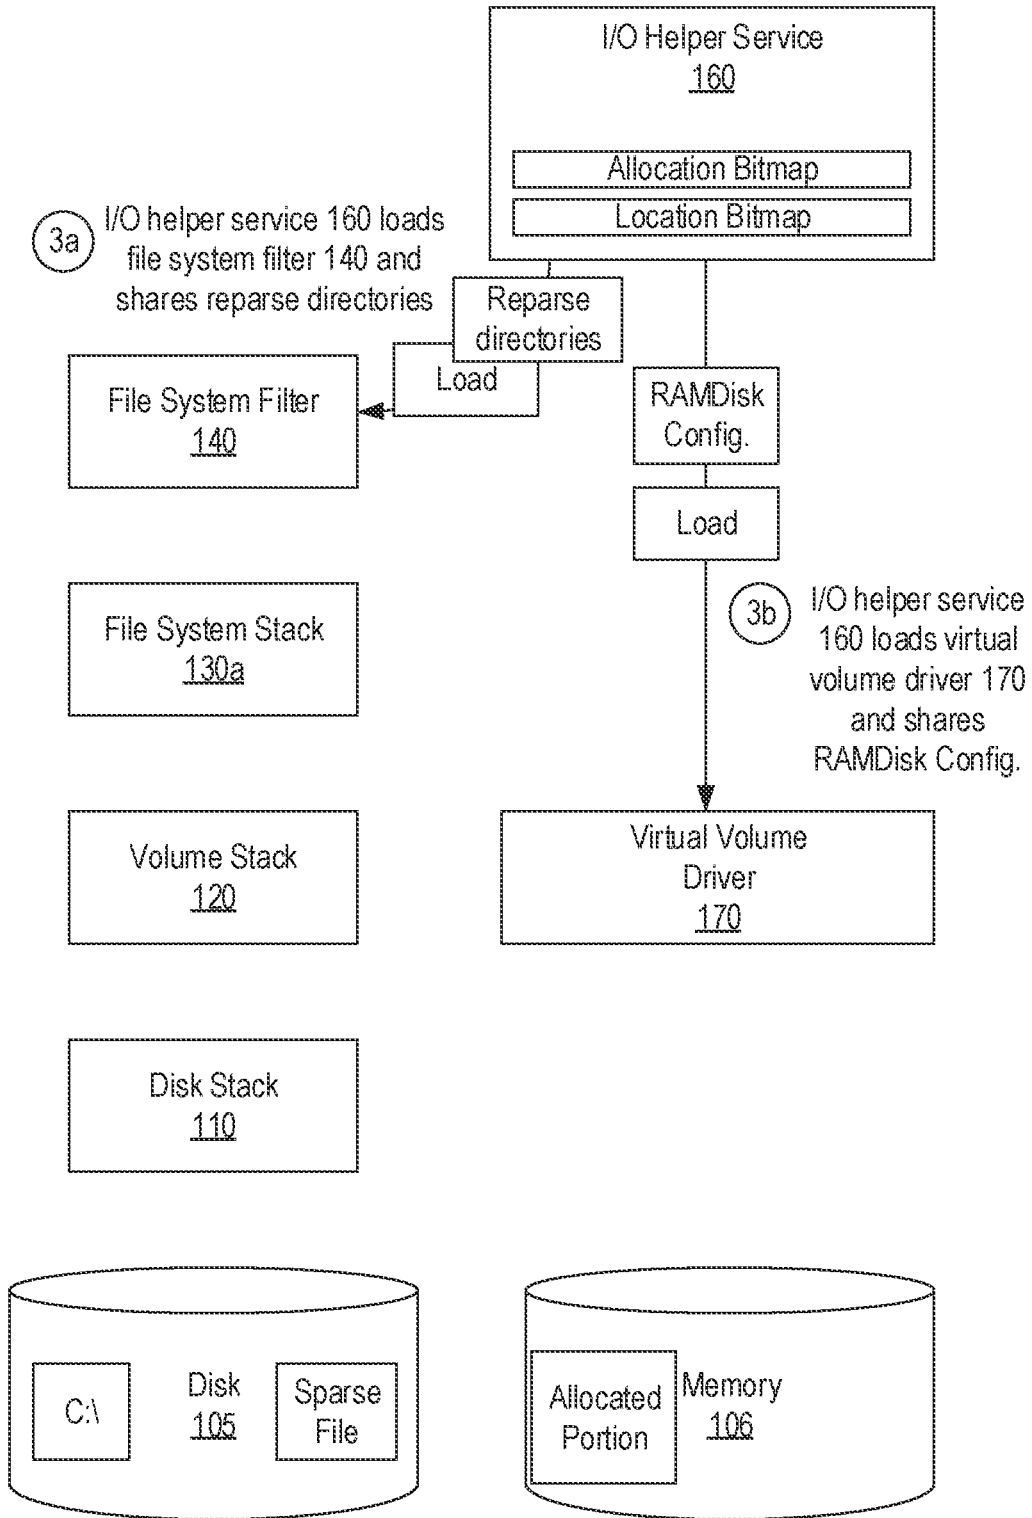 I/O Helper Service
160
Allocation Bitmap
Location Bitmap
3a
I/O helper service 160 loads
file system filter 140 and
shares reparse directories
Reparse
directories
Load
File System Filter
140
RAMDisk
Config.
Load
File System Stack
130a
3b
I/O helper service
160 loads virtual
volume driver 170
and shares
RAMDisk Config.
Volume Stack
120
Virtual Volume
Driver
170
Disk Stack
110
C:\
Disk
105
Sparse
File
Allocated
Portion
Memory
106